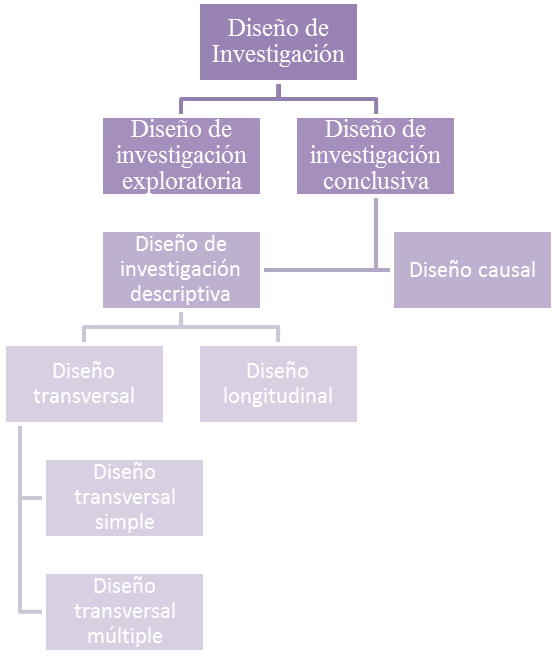 Diseño de
Investigación
Diseño de
investigación
exploratoria
Diseño de
investigación
conclusiva
Diseño de
investigación
descriptiva
Diseño causal
Diseño
transversal
Diseño
longitudinal
Diseño
transversal
simple
Diseño
transversal
múltiple